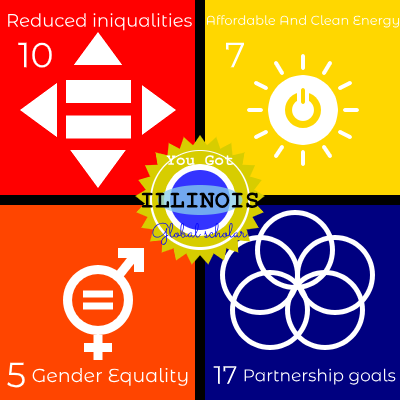 Reduced iniqualities
10
Affordable And Clean Energy
7
You Got
ILLINOIS
Global scholar
5 Gender Equality
17 Partnership goals